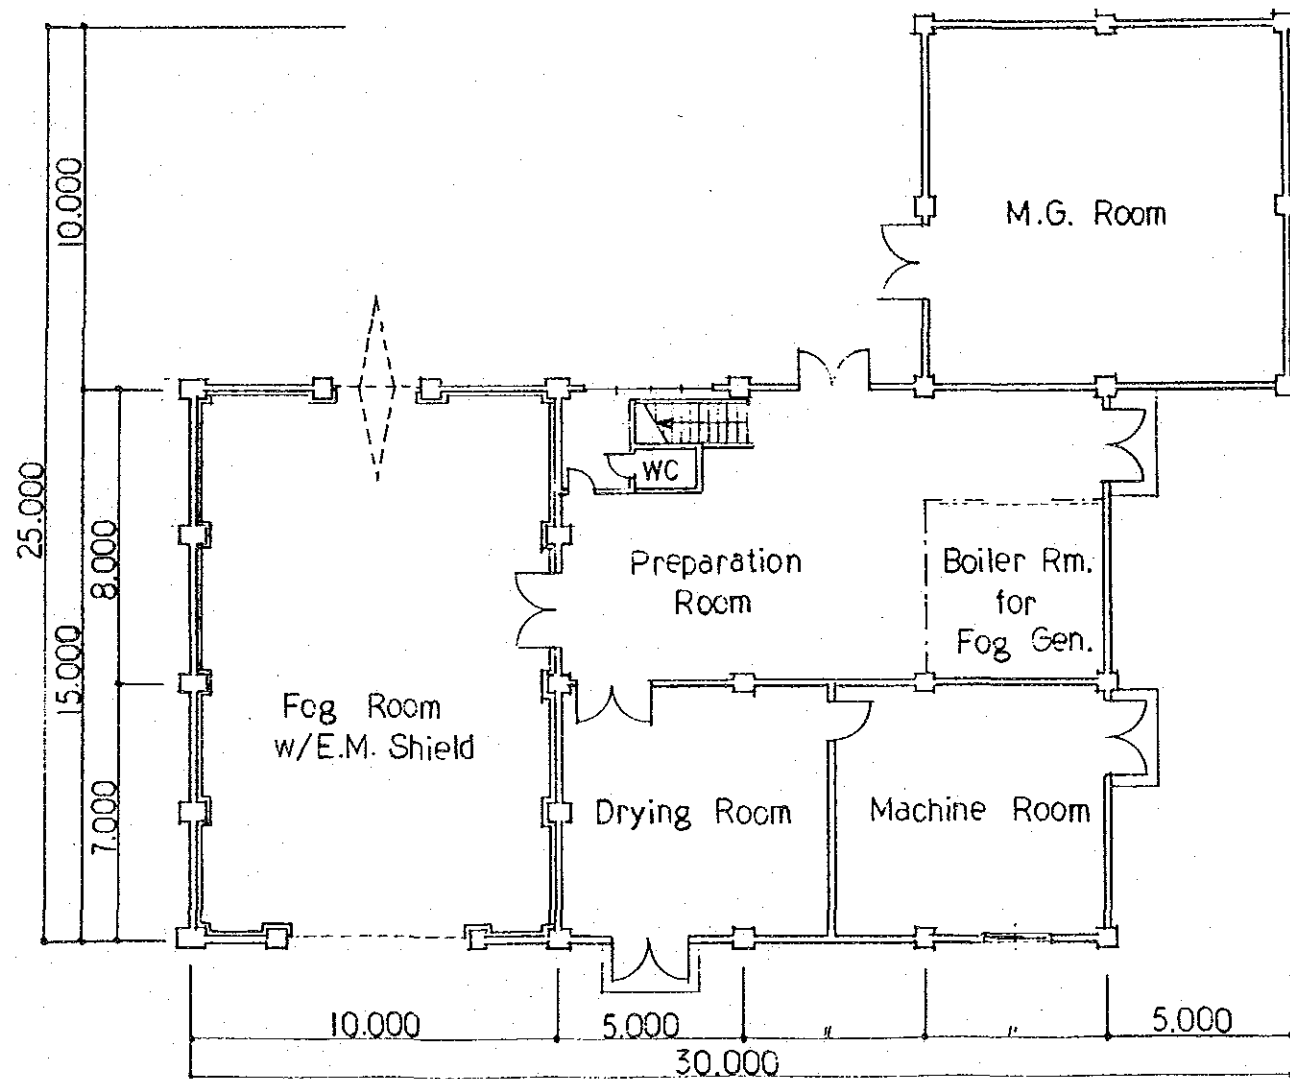 10.000
M.G. Room
25.000
15.000
8.000
7.000
WC
Preparation
Room
Boiler Rm.
for
Fog Gen.
Fog Room
w/E.M. Shield
Drying Room
Machine Room
10.000
5.000
〃
〃
5.000
30.000